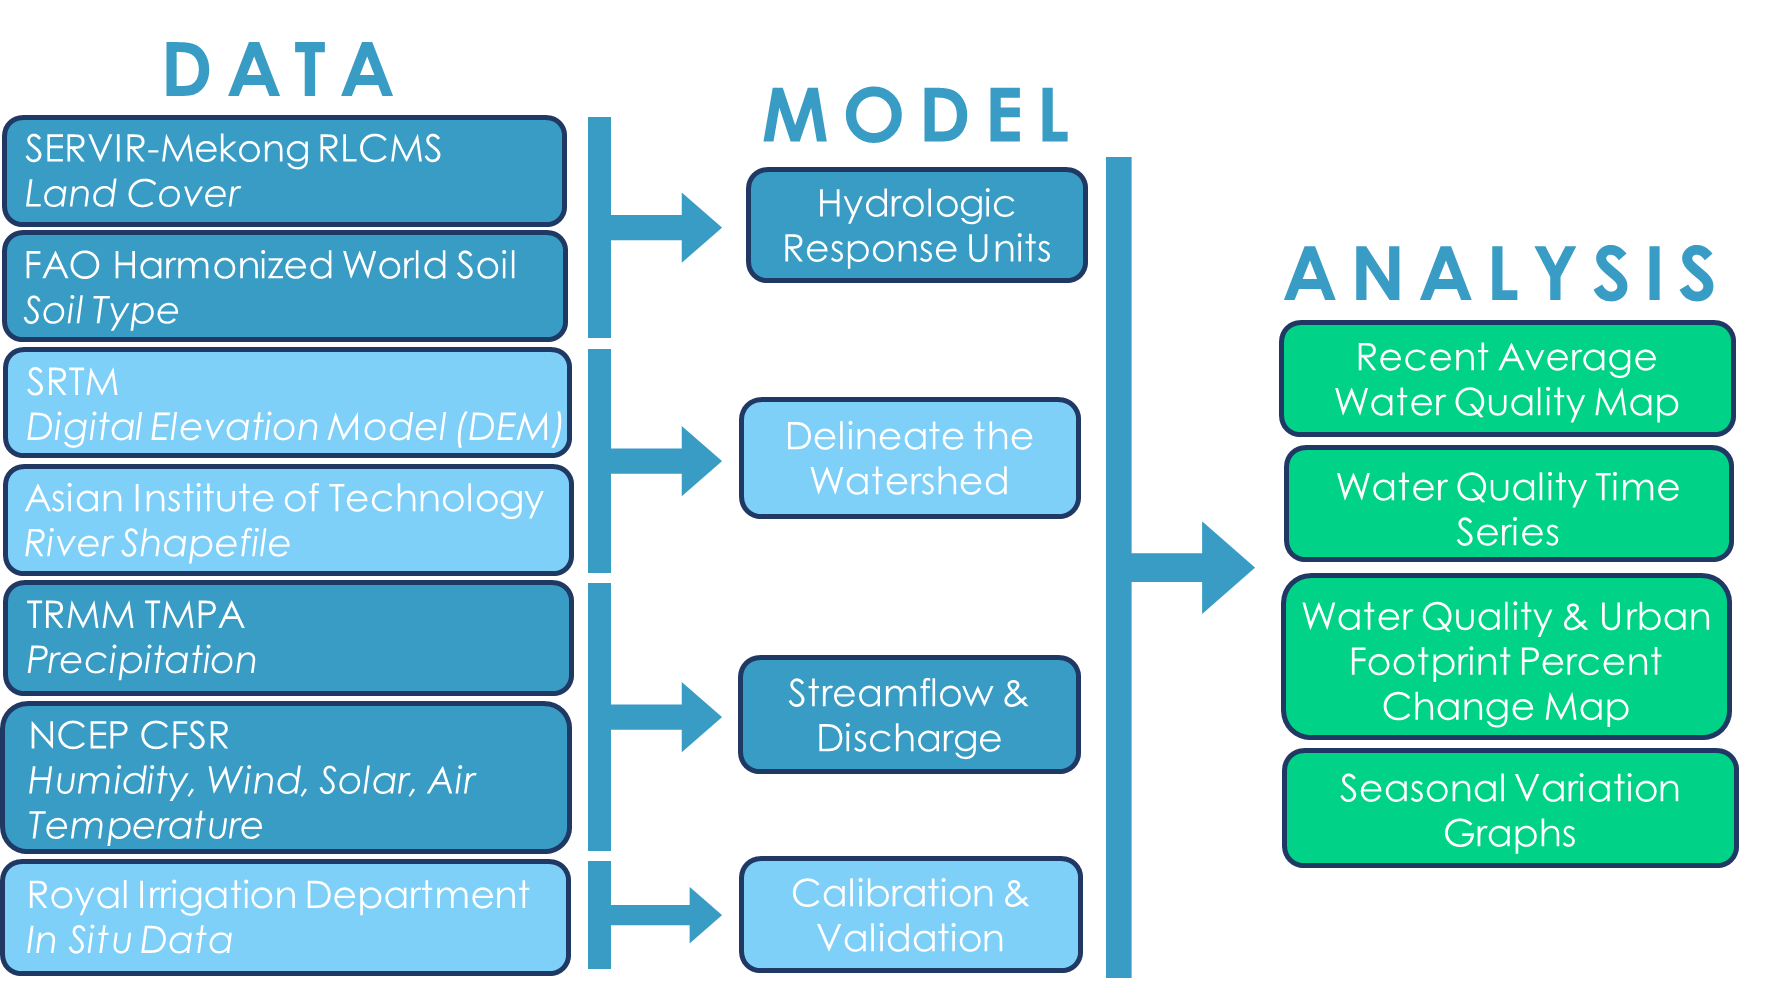 DATA
SERVIR-Mekong RLCMS
Land Cover
FAO Harmonized World Soil
Soil Type
SRTM
Digital Elevation Model (DEM)
Asian Institute of Technology
River Shapefile
TRMM TMPA
Precipitation
NCEP CFSR
Humidity, Wind, Solar, Air
Temperature
Royal Irrigation Department
In Situ Data
MODEL
Hydrologic
Response Units
Delineate the
Watershed
Streamflow &
Discharge
Calibration &
Validation
ANALYSIS
Recent Average
Water Quality Map
Water Quality Time
Series
Water Quality & Urban
Footprint Percent
Change Map
Seasonal Variation
Graphs